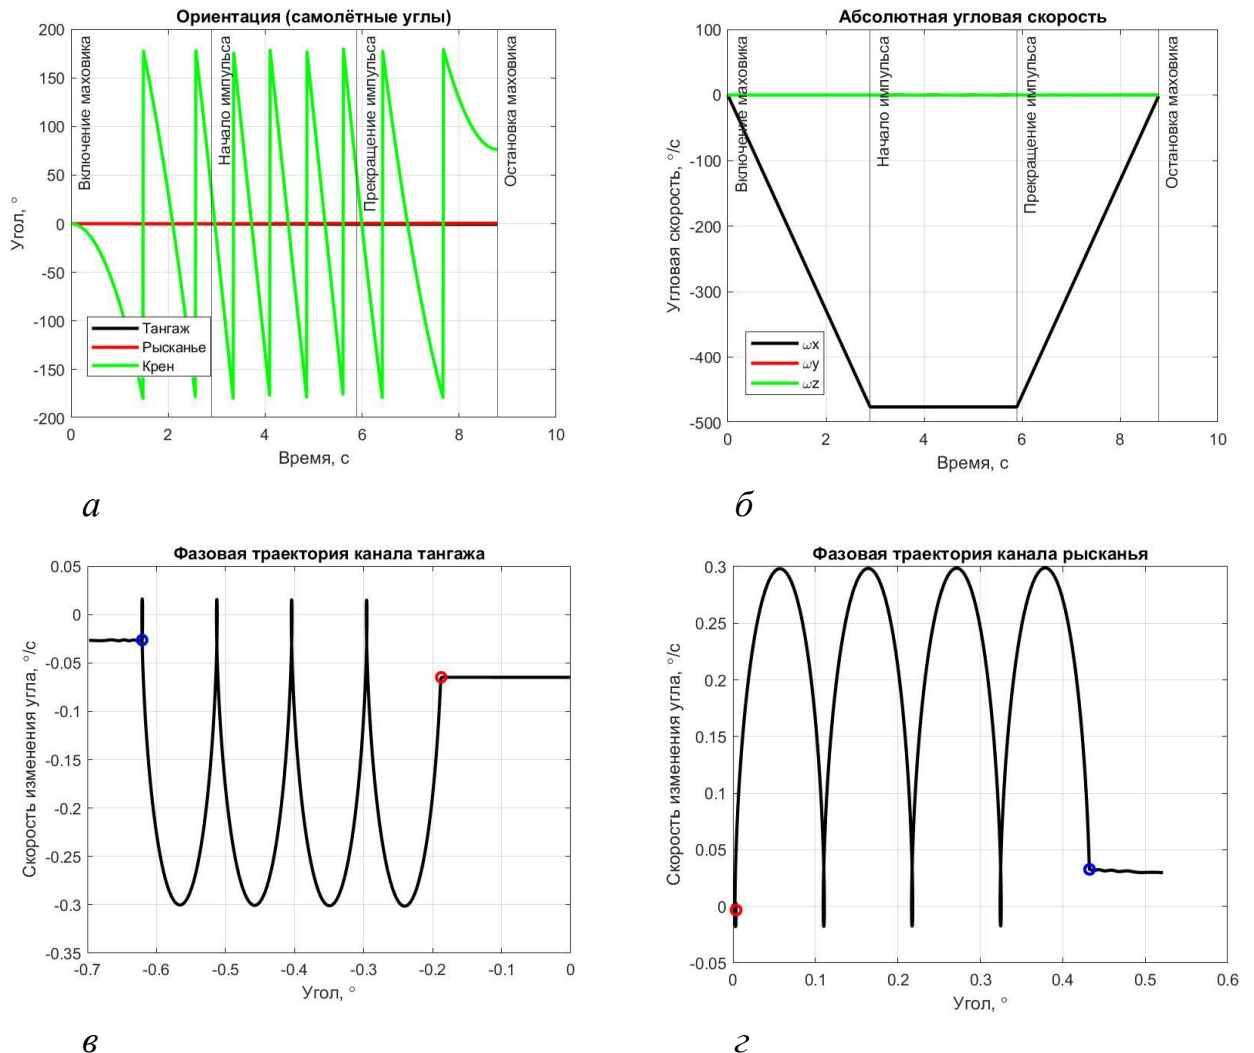 Ориентация (самолётные углы)
200
150
100
50
0
-50
-100
-150
-200
Угол, °
Включение маховика
Начало импульса
Прекращение импульса
Остановка маховика
Тангаж
Рысканье
Крен
0 2 4 6 8 10
Время, с
а
Абсолютная угловая скорость
100
0
-100
-200
-300
-400
-500
Угловая скорость, °/с
Включение маховика
Начало импульса
Прекращение импульса
Остановка маховика
ωx
ωy
ωz
0 2 4 6 8 10
Время, с
б
Фазовая траектория канала тангажа
0.05
0
-0.05
-0.1
-0.15
-0.2
-0.25
-0.3
-0.35
Скорость изменения угла, °/с
-0.7 -0.6 -0.5 -0.4 -0.3 -0.2 -0.1 0
Угол, °
в
Фазовая траектория канала рысканья
0.3
0.25
0.2
0.15
0.1
0.05
0
-0.05
Скорость изменения угла, °/с
0 0.1 0.2 0.3 0.4 0.5 0.6
Угол, °
г